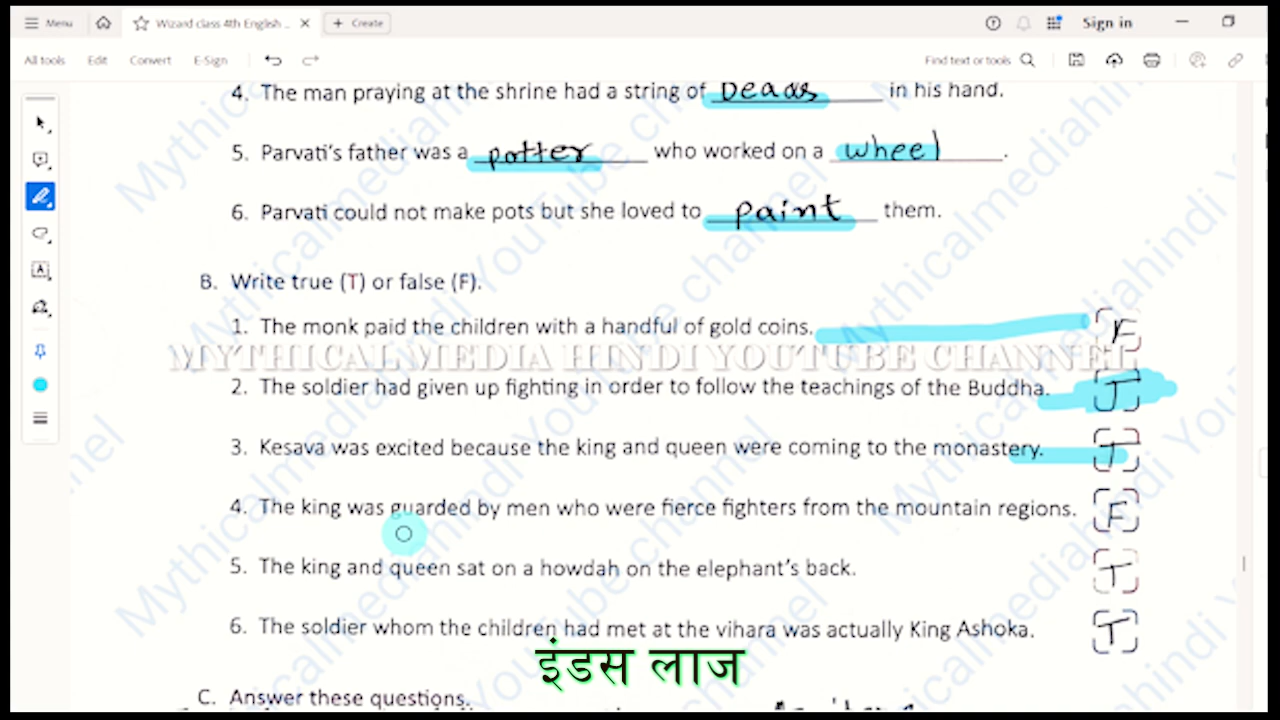 Menu
Wizard class 4th English ..
Create
Sign in
All tools
Edit
Convert
E-Sign
Find text or tools
4. The man praying at the shrine had a string of beads in his hand.
5. Parvati's father was a potter who worked on a wheel.
6. Parvati could not make pots but she loved to paint them.
B. Write true (T) or false (F).
1. The monk paid the children with a handful of gold coins. F
MYTHICALMEDIA HINDI YOUTUBE CHANNEL
2. The soldier had given up fighting in order to follow the teachings of the Buddha. T
3. Kesava was excited because the king and queen were coming to the monastery. T
4. The king was guarded by men who were fierce fighters from the mountain regions. F
5. The king and queen sat on a howdah on the elephant's back. T
6. The soldier whom the children had met at the vihara was actually King Ashoka. T
इंडस लाज
C. Answer these questions.